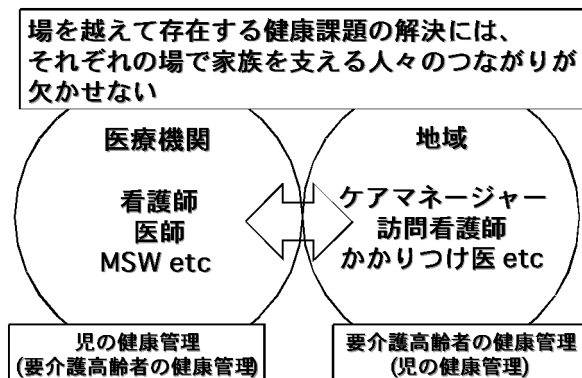 場を越えて存在する健康課題の解決には、
それぞれの場で家族を支える人々のつながりが
欠かせない
医療機関
看護師
医師
MSW etc
地域
ケアマネージャー
訪問看護師
かかりつけ医 etc
児の健康管理
(要介護高齢者の健康管理)
要介護高齢者の健康管理
(児の健康管理)